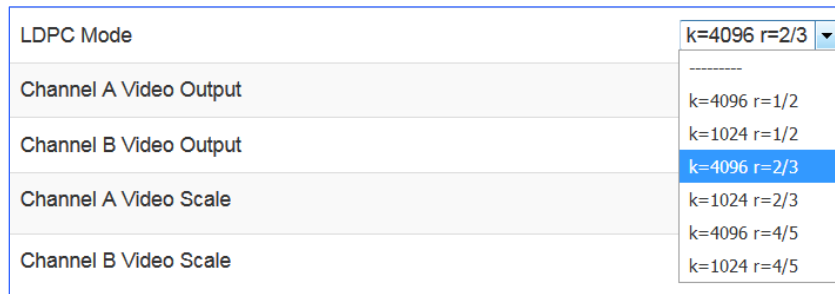 LDPC Mode k=4096 r=2/3
---------
k=4096 r=1/2
Channel A Video Output
k=1024 r=1/2
Channel B Video Output
k=4096 r=2/3
Channel A Video Scale
k=1024 r=2/3
k=4096 r=4/5
Channel B Video Scale
k=1024 r=4/5